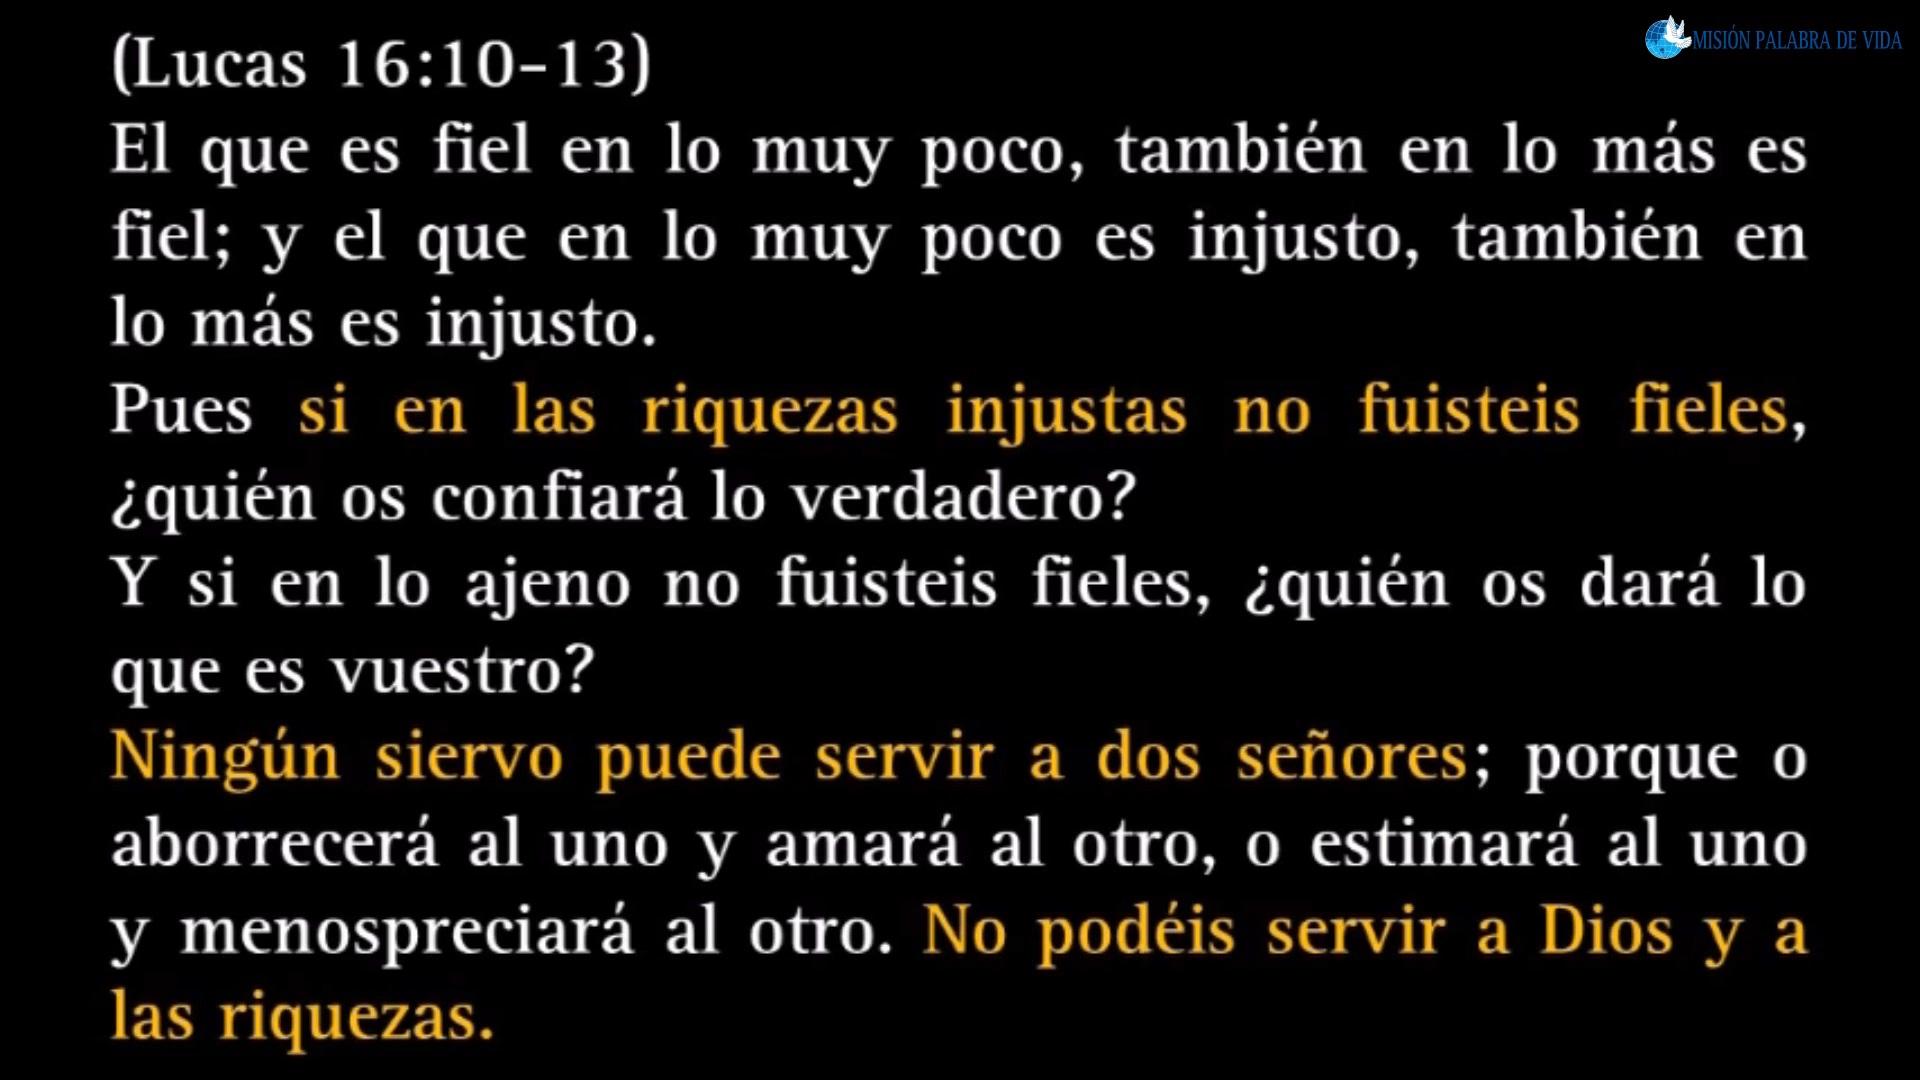 MISIÓN PALABRA DE VIDA
(Lucas 16:10-13)
El que es fiel en lo muy poco, también en lo más es
fiel; y el que en lo muy poco es injusto, también en
lo más es injusto.
Pues si en las riquezas injustas no fuisteis fieles,
¿quién os confiará lo verdadero?
Y si en lo ajeno no fuisteis fieles, ¿quién os dará lo
que es vuestro?
Ningún siervo puede servir a dos señores; porque o
aborrecerá al uno y amará al otro, o estimará al uno
y menospreciará al otro. No podéis servir a Dios y a
las riquezas.